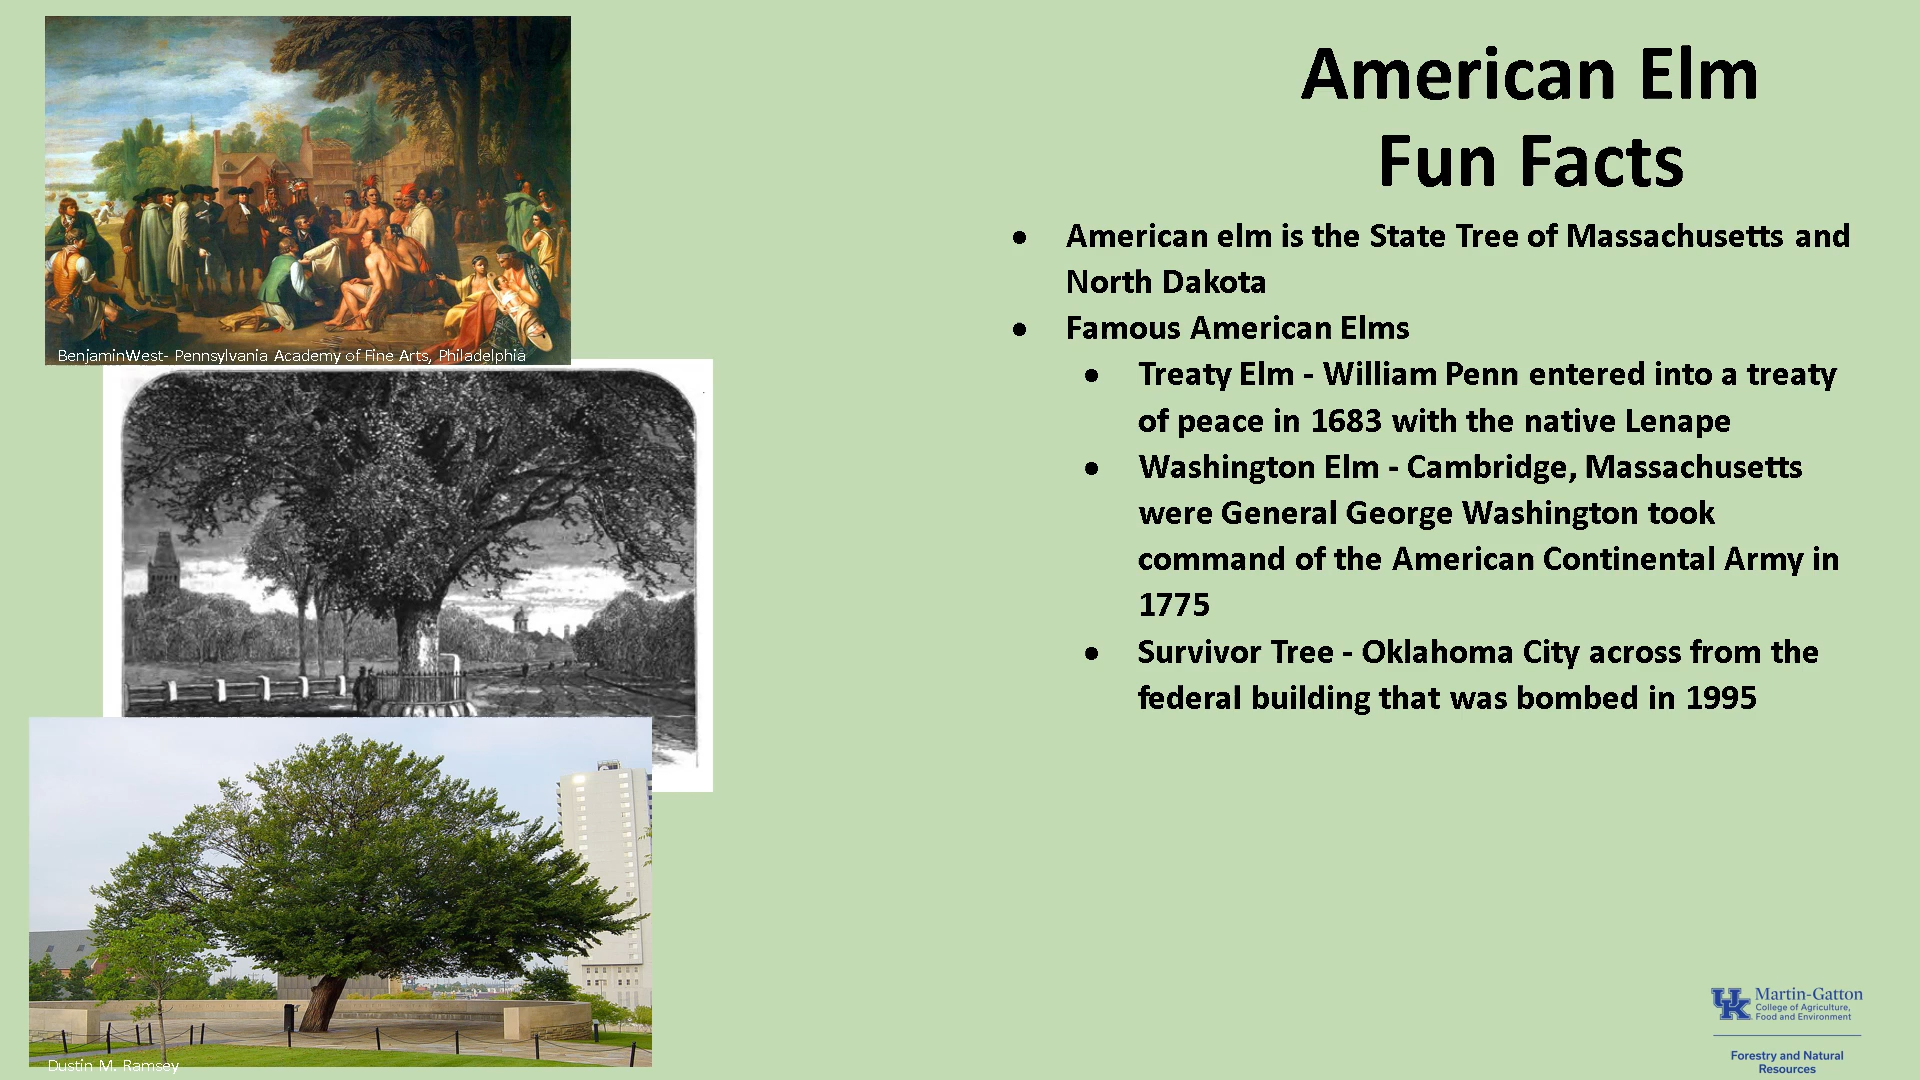 American Elm
Fun Facts
• American elm is the State Tree of Massachusetts and
North Dakota
• Famous American Elms
• Treaty Elm - William Penn entered into a treaty
of peace in 1683 with the native Lenape
• Washington Elm - Cambridge, Massachusetts
were General George Washington took
command of the American Continental Army in
1775
• Survivor Tree - Oklahoma City across from the
federal building that was bombed in 1995
BenjaminWest- Pennsylvania Academy of Fine Arts, Philadelphia
Dustin M. Ramsey
UK
Martin-Gatton
College of Agriculture,
Food and Environment
Forestry and Natural
Resources